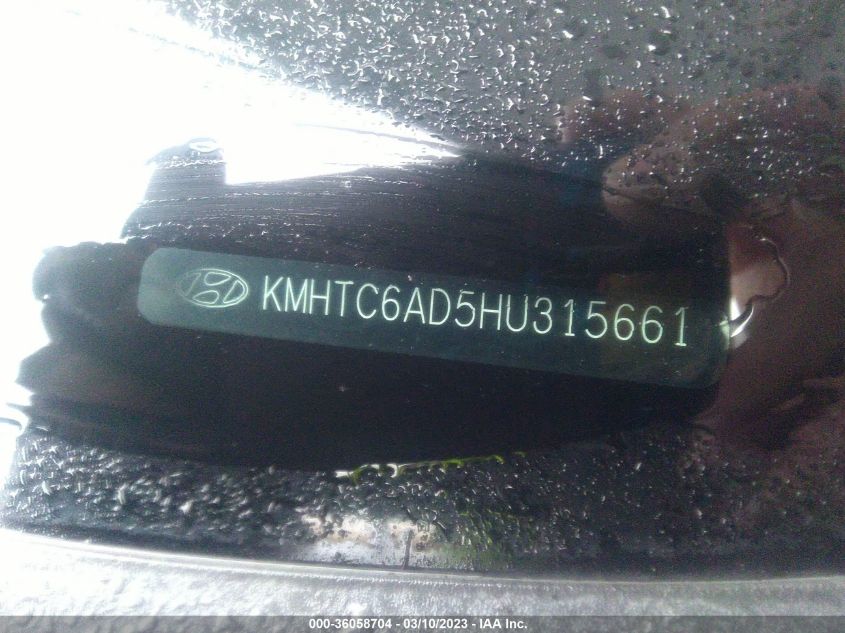 KMHTC6AD5HU315661
000-36058704 — 03/10/2023 — IAA Inc.